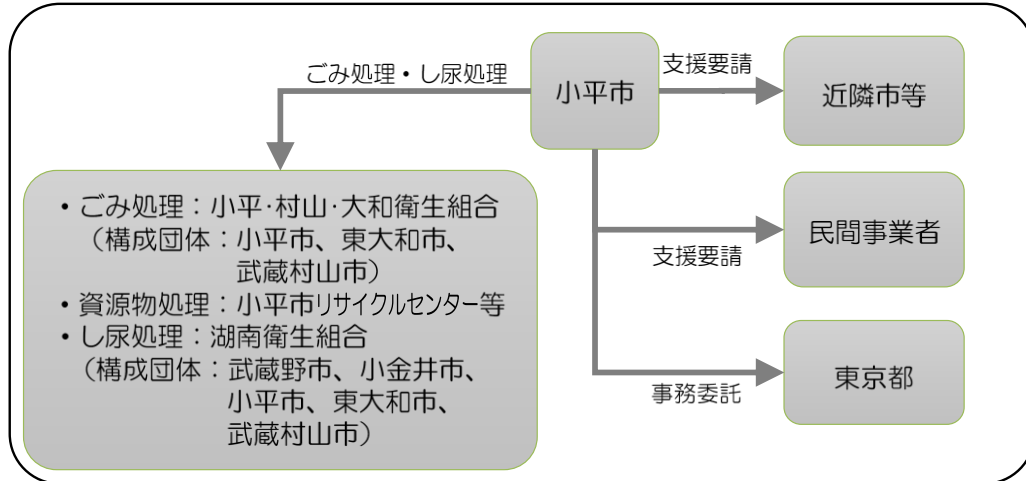 ごみ処理・し尿処理
小平市
支援要請
近隣市等
・ごみ処理：小平･村山･大和衛生組合
（構成団体：小平市、東大和市、
武蔵村山市）
・資源物処理：小平市リサイクルセンター等
・し尿処理：湖南衛生組合
（構成団体：武蔵野市、小金井市、
小平市、東大和市、
武蔵村山市）
支援要請
民間事業者
事務委託
東京都